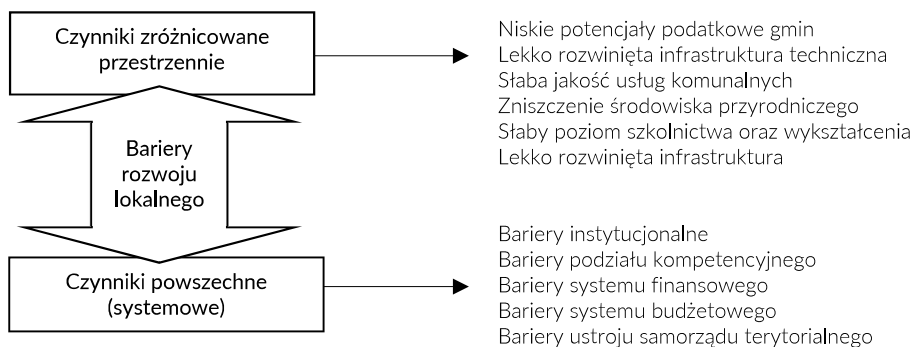 Czynniki zróżnicowane
przestrzennie
Niskie potencjały podatkowe gmin
Lekko rozwinięta infrastruktura techniczna
Słaba jakość usług komunalnych
Zniszczenie środowiska przyrodniczego
Słaby poziom szkolnictwa oraz wykształcenia
Lekko rozwinięta infrastruktura
Bariery
rozwoju
lokalnego
Czynniki powszechne
(systemowe)
Bariery instytucjonalne
Bariery podziału kompetencyjnego
Bariery systemu finansowego
Bariery systemu budżetowego
Bariery ustroju samorządu terytorialnego